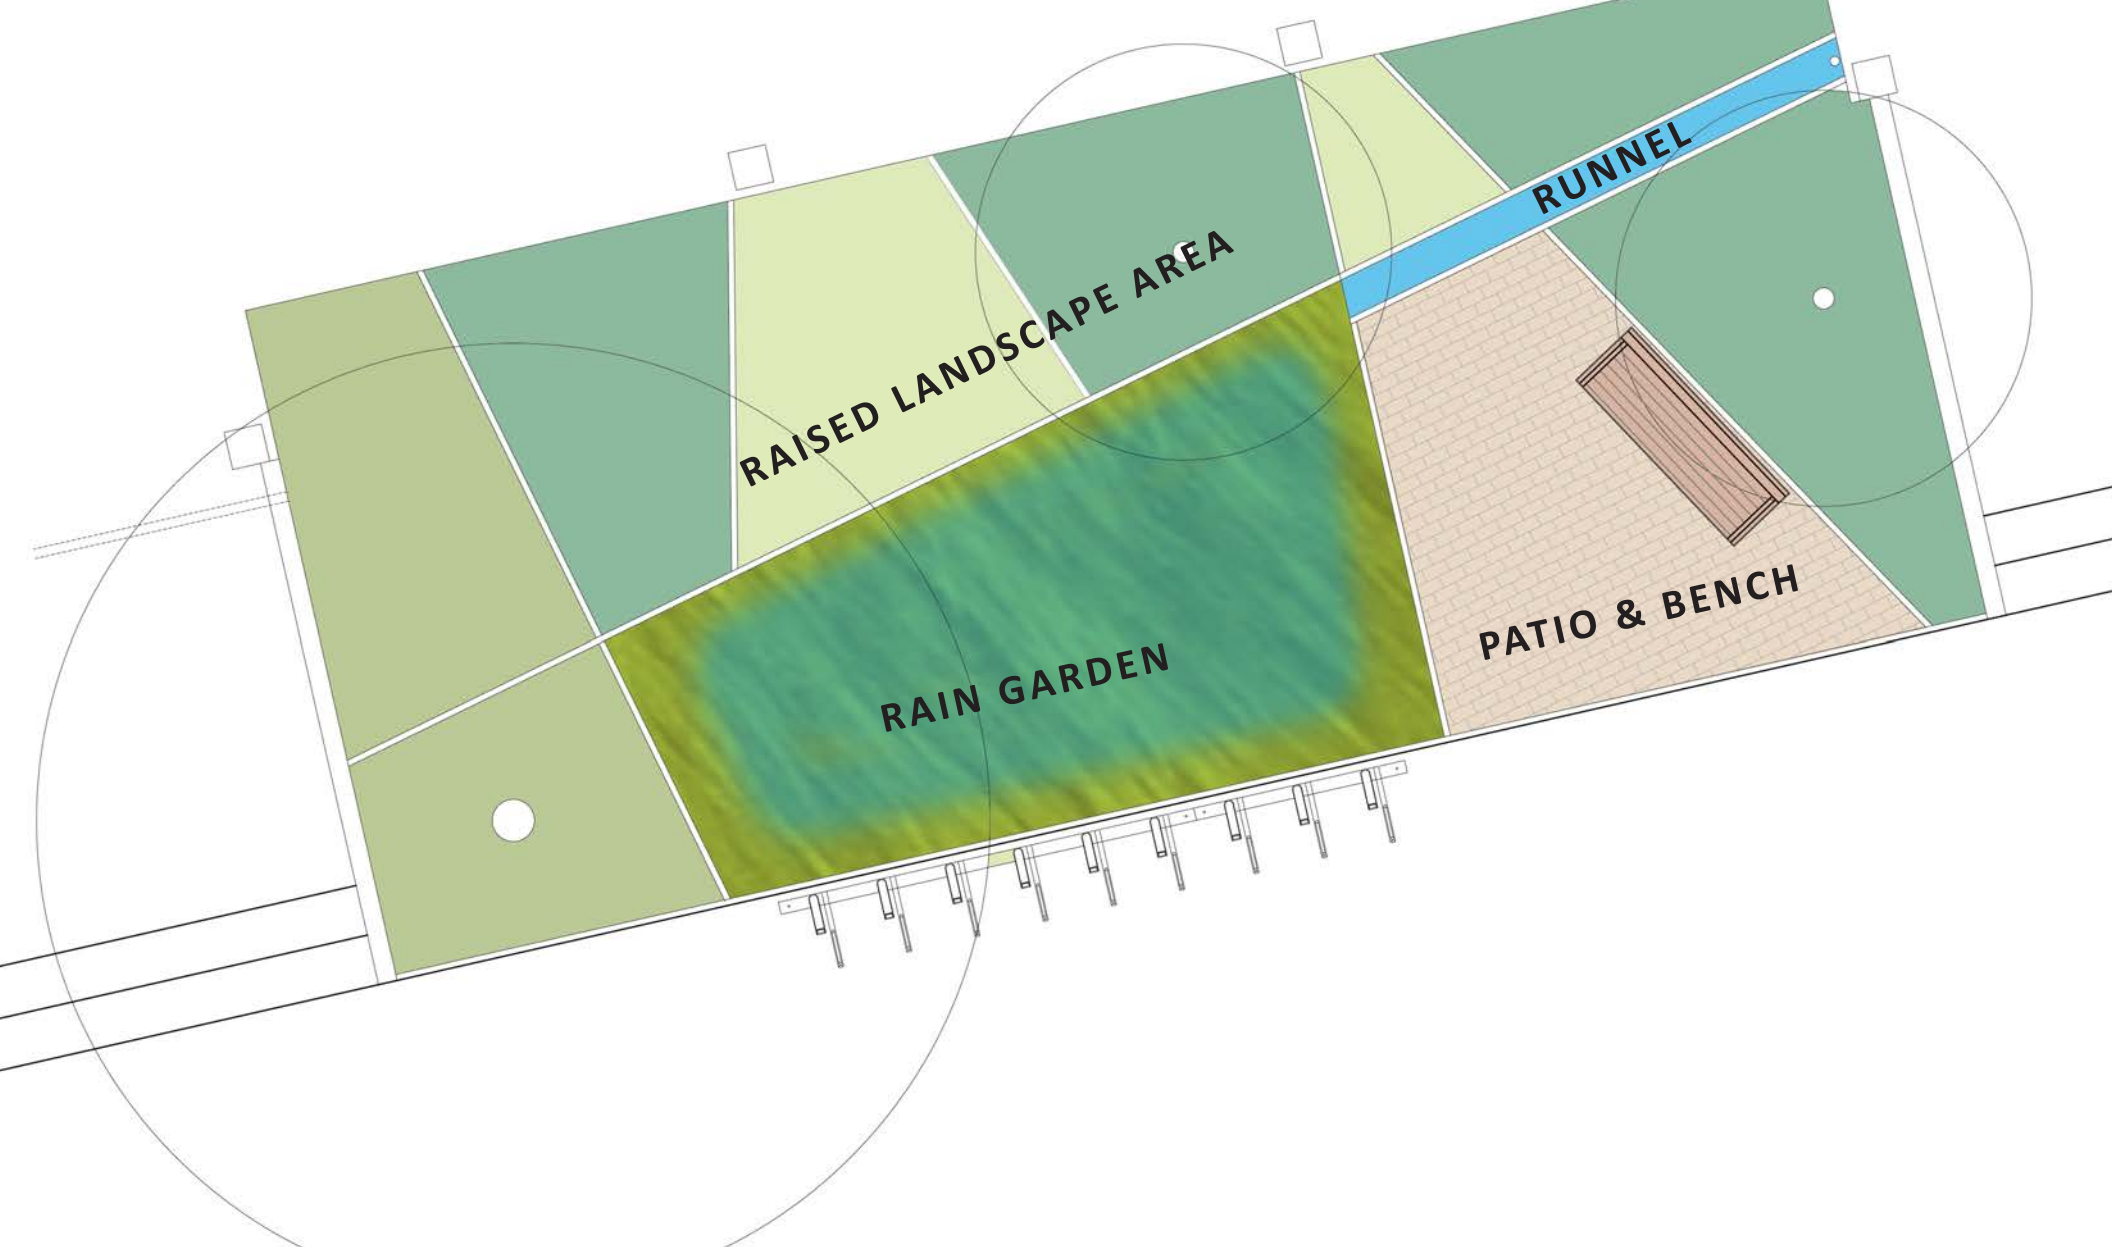 RUNNEL
RAISED LANDSCAPE AREA
PATIO & BENCH
RAIN GARDEN